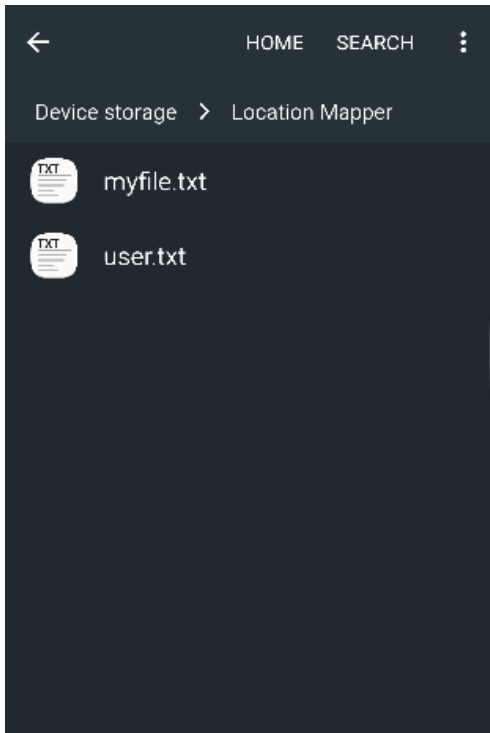 HOME SEARCH
Device storage > Location Mapper
TXT myfile.txt
TXT user.txt